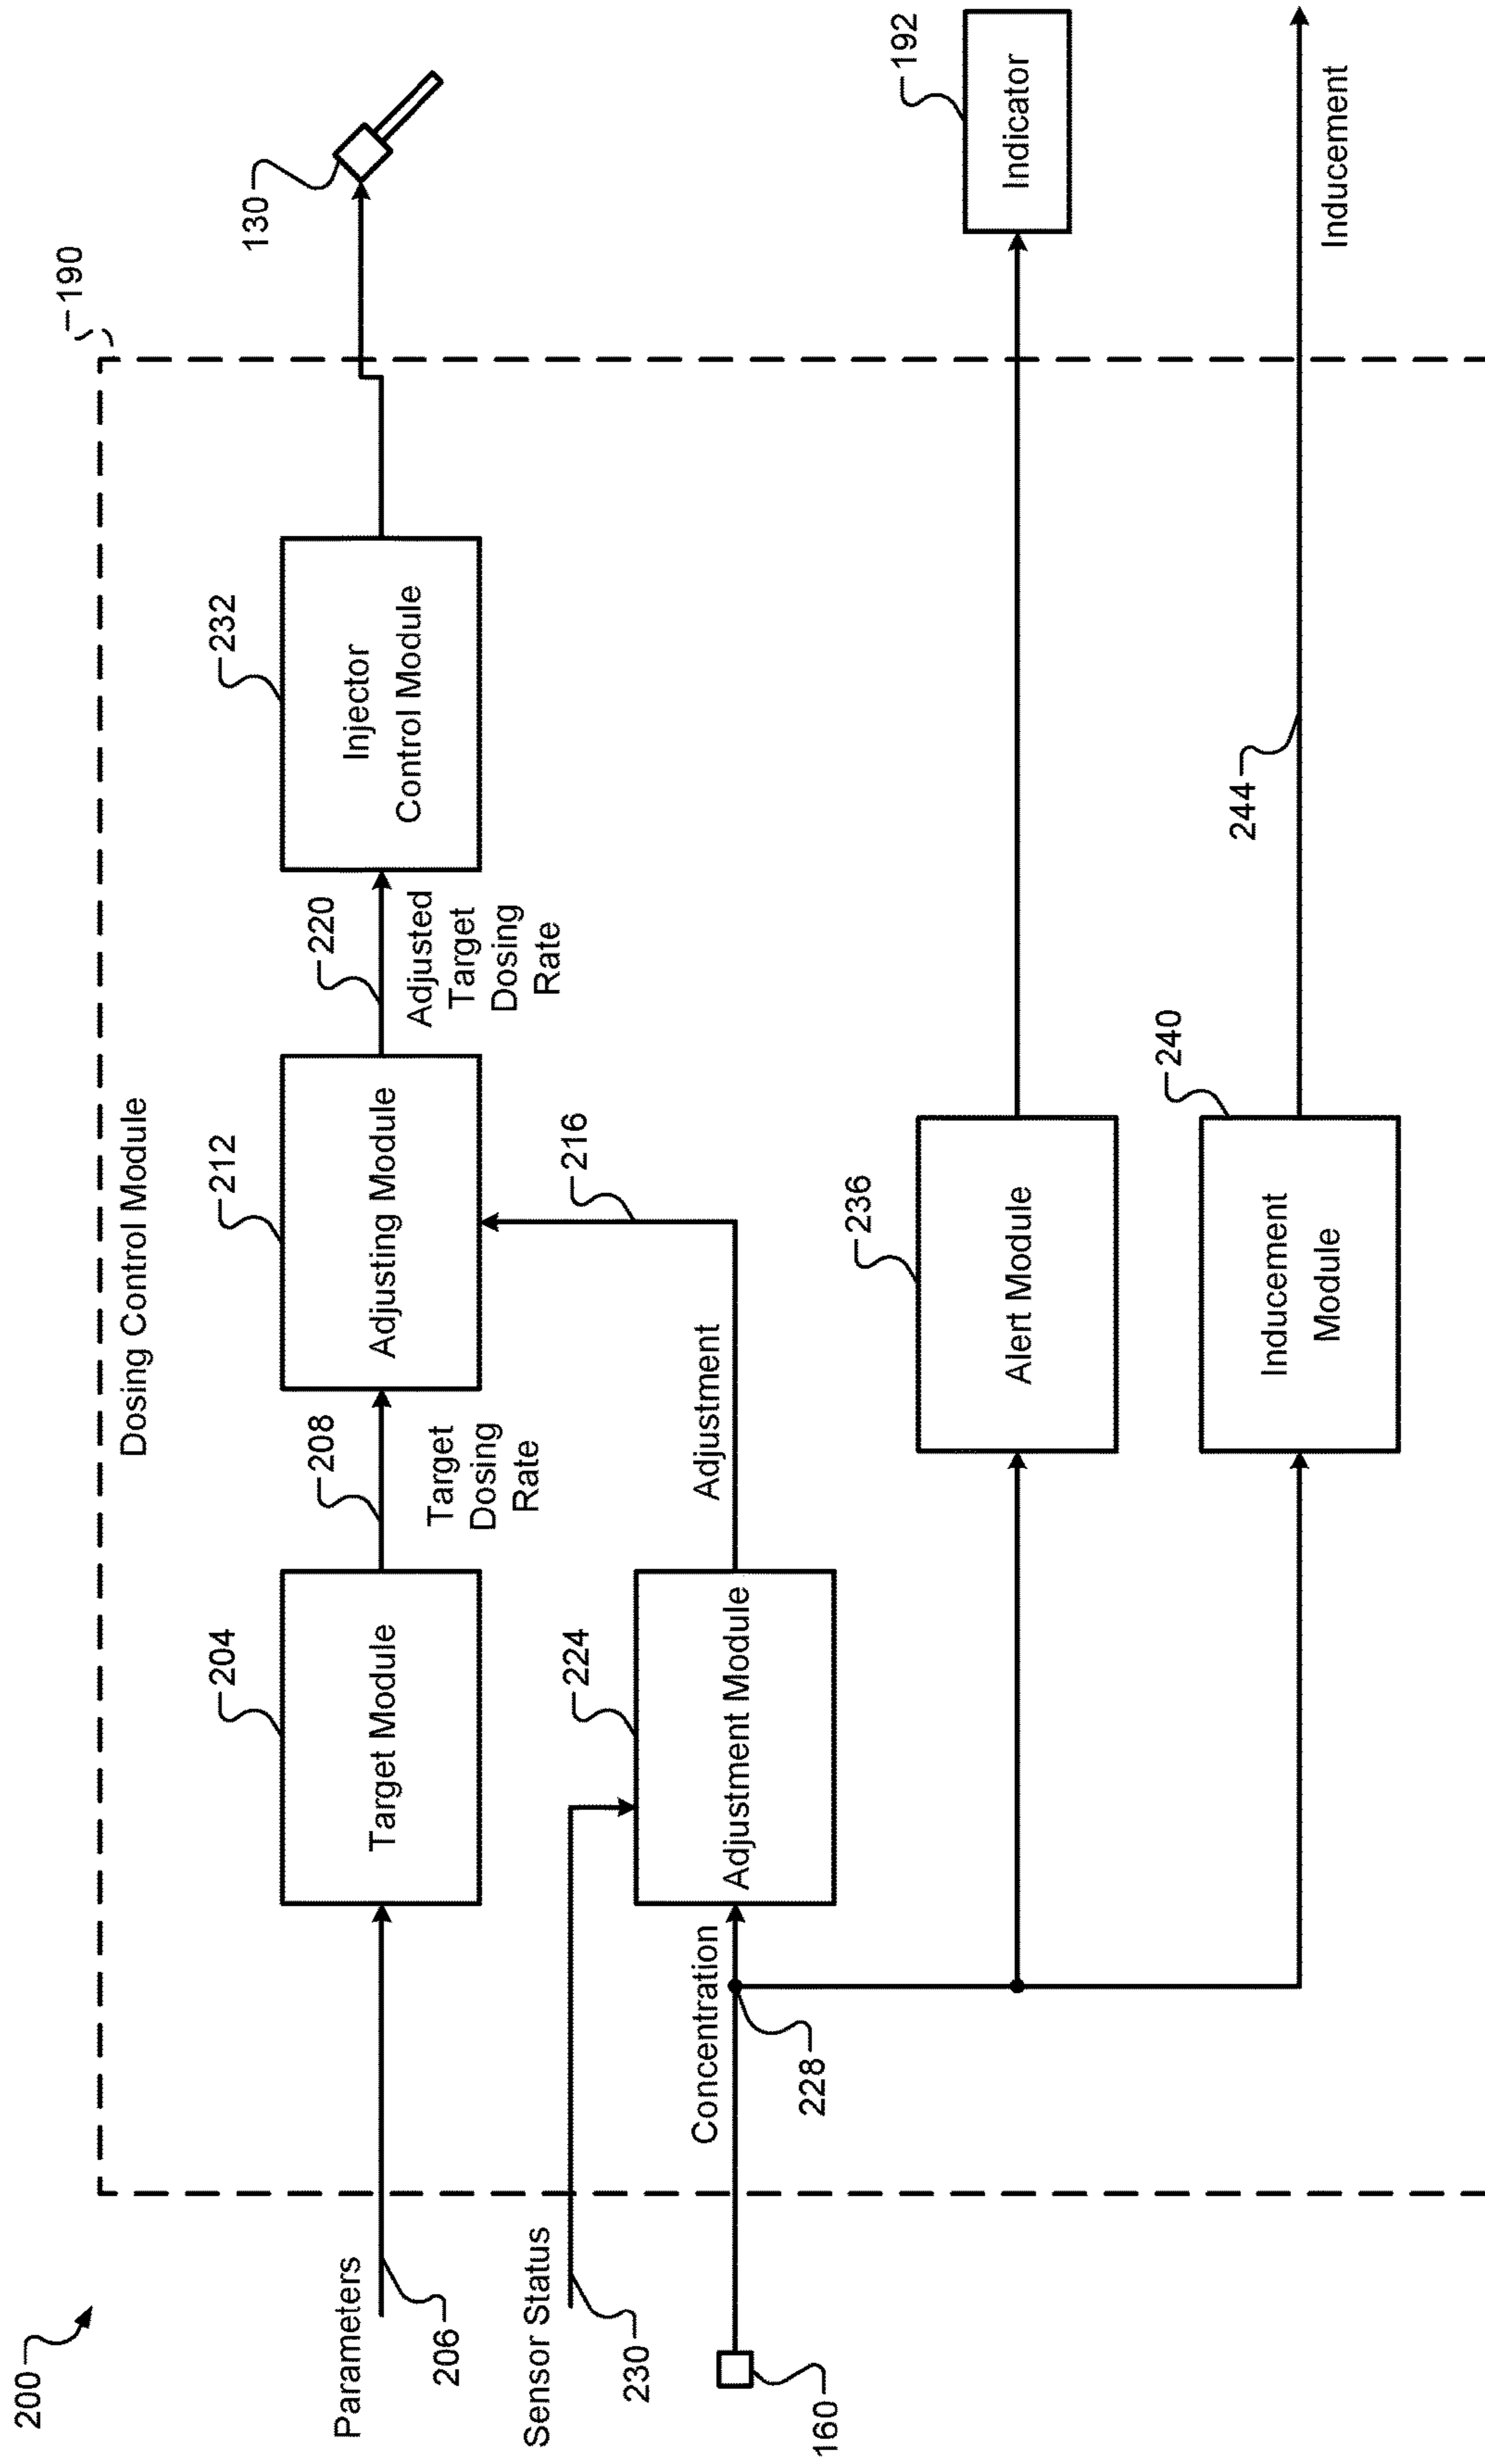 200
190
Dosing Control Module
Parameters
206
204
Target Module
208
Target
Dosing
Rate
212
Adjusting Module
220
Adjusted
Target
Dosing
Rate
232
Injector
Control Module
130
Sensor Status
230
160
Concentration
228
224
Adjustment Module
Adjustment
216
236
Alert Module
192
Indicator
240
Inducement
Module
244
Inducement